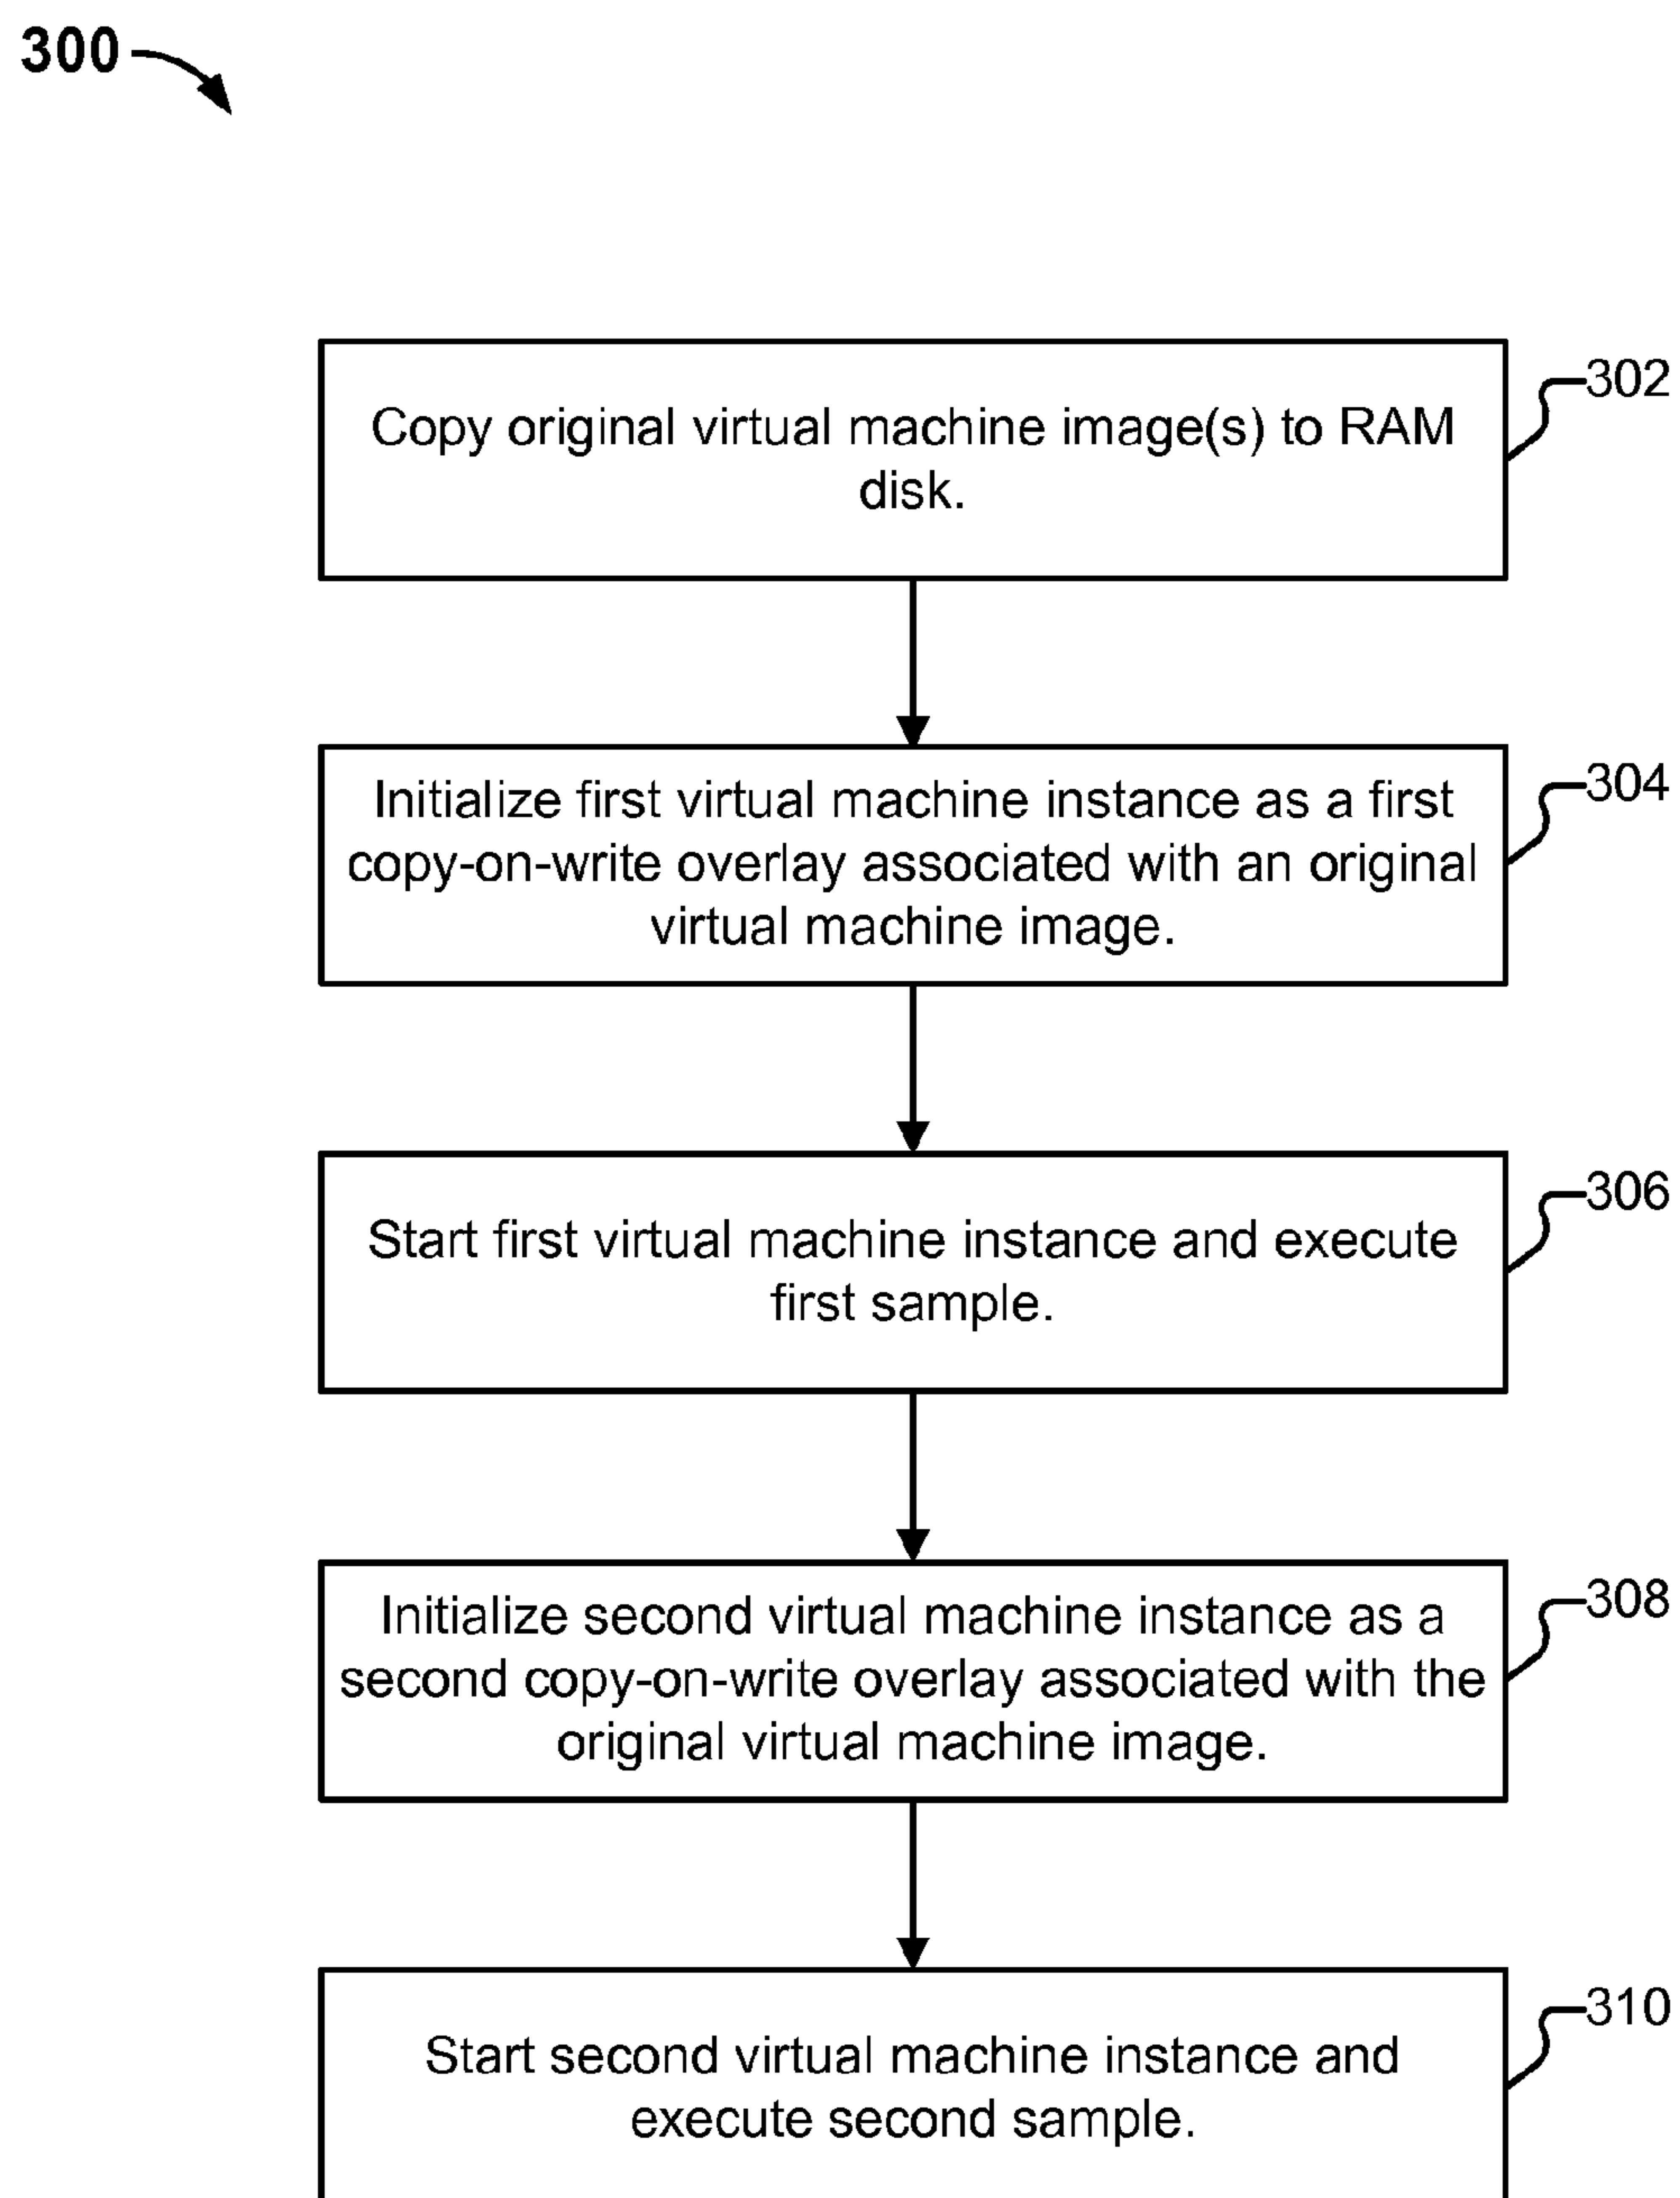 300
302
Copy original virtual machine image(s) to RAM
disk.
304
Initialize first virtual machine instance as a first
copy-on-write overlay associated with an original
virtual machine image.
306
Start first virtual machine instance and execute
first sample.
308
Initialize second virtual machine instance as a
second copy-on-write overlay associated with the
original virtual machine image.
310
Start second virtual machine instance and
execute second sample.